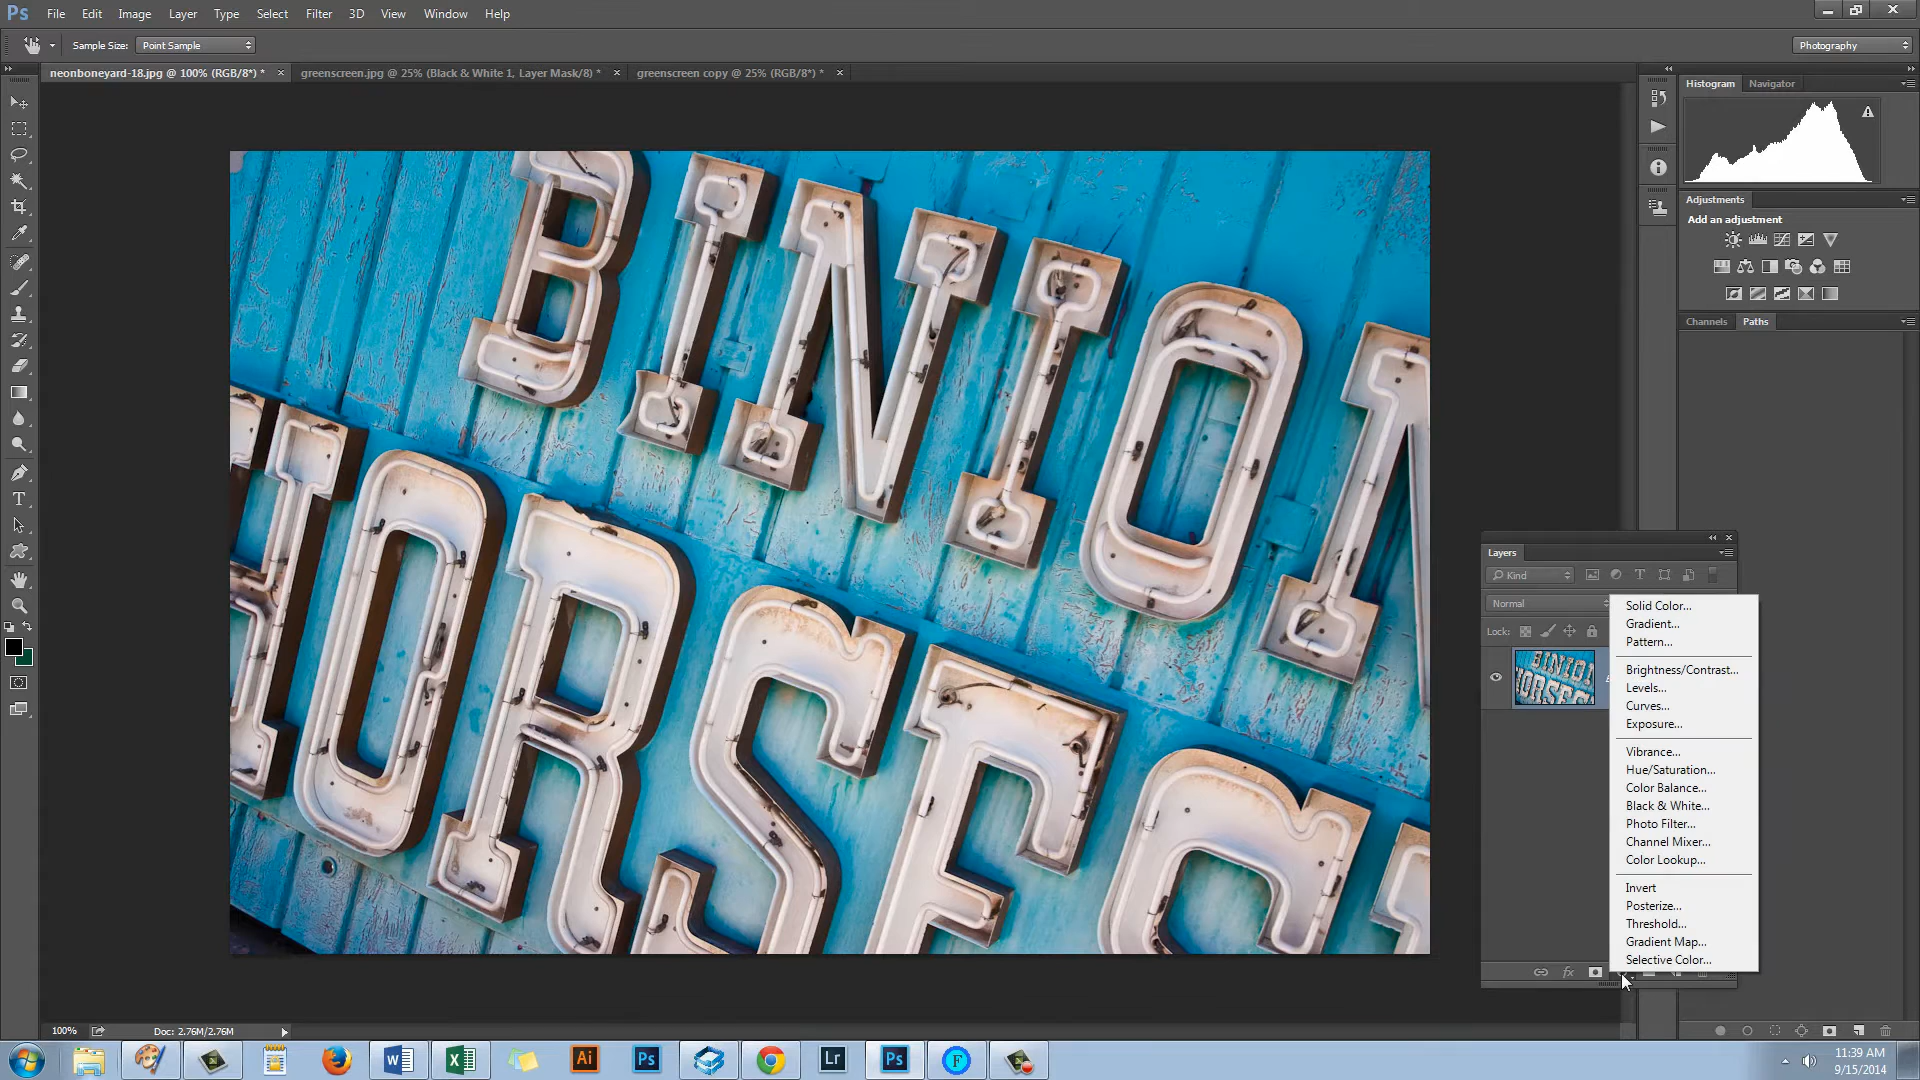 Ps File Edit Image Layer Type Select Filter 3D View Window Help
Sample Size: Point Sample
Photography
neonboneyard-18.jpg @ 100% (RGB/8*) * ×
greenscreen.jpg @ 25% (Black & White 1, Layer Mask/8) * ×
greenscreen copy @ 25% (RGB/8*) * ×
Histogram Navigator
Adjustments
Add an adjustment
Channels Paths
BINION
HORSES
Layers
Kind
Normal
Lock:
Solid Color...
Gradient...
Pattern...
Brightness/Contrast...
Levels...
Curves...
Exposure...
Vibrance...
Hue/Saturation...
Color Balance...
Black & White...
Photo Filter...
Channel Mixer...
Color Lookup...
Invert
Posterize...
Threshold...
Gradient Map...
Selective Color...
fx
100% Doc: 2.76M/2.76M
Ai Ps Lr Ps F
11:39 AM
9/15/2014